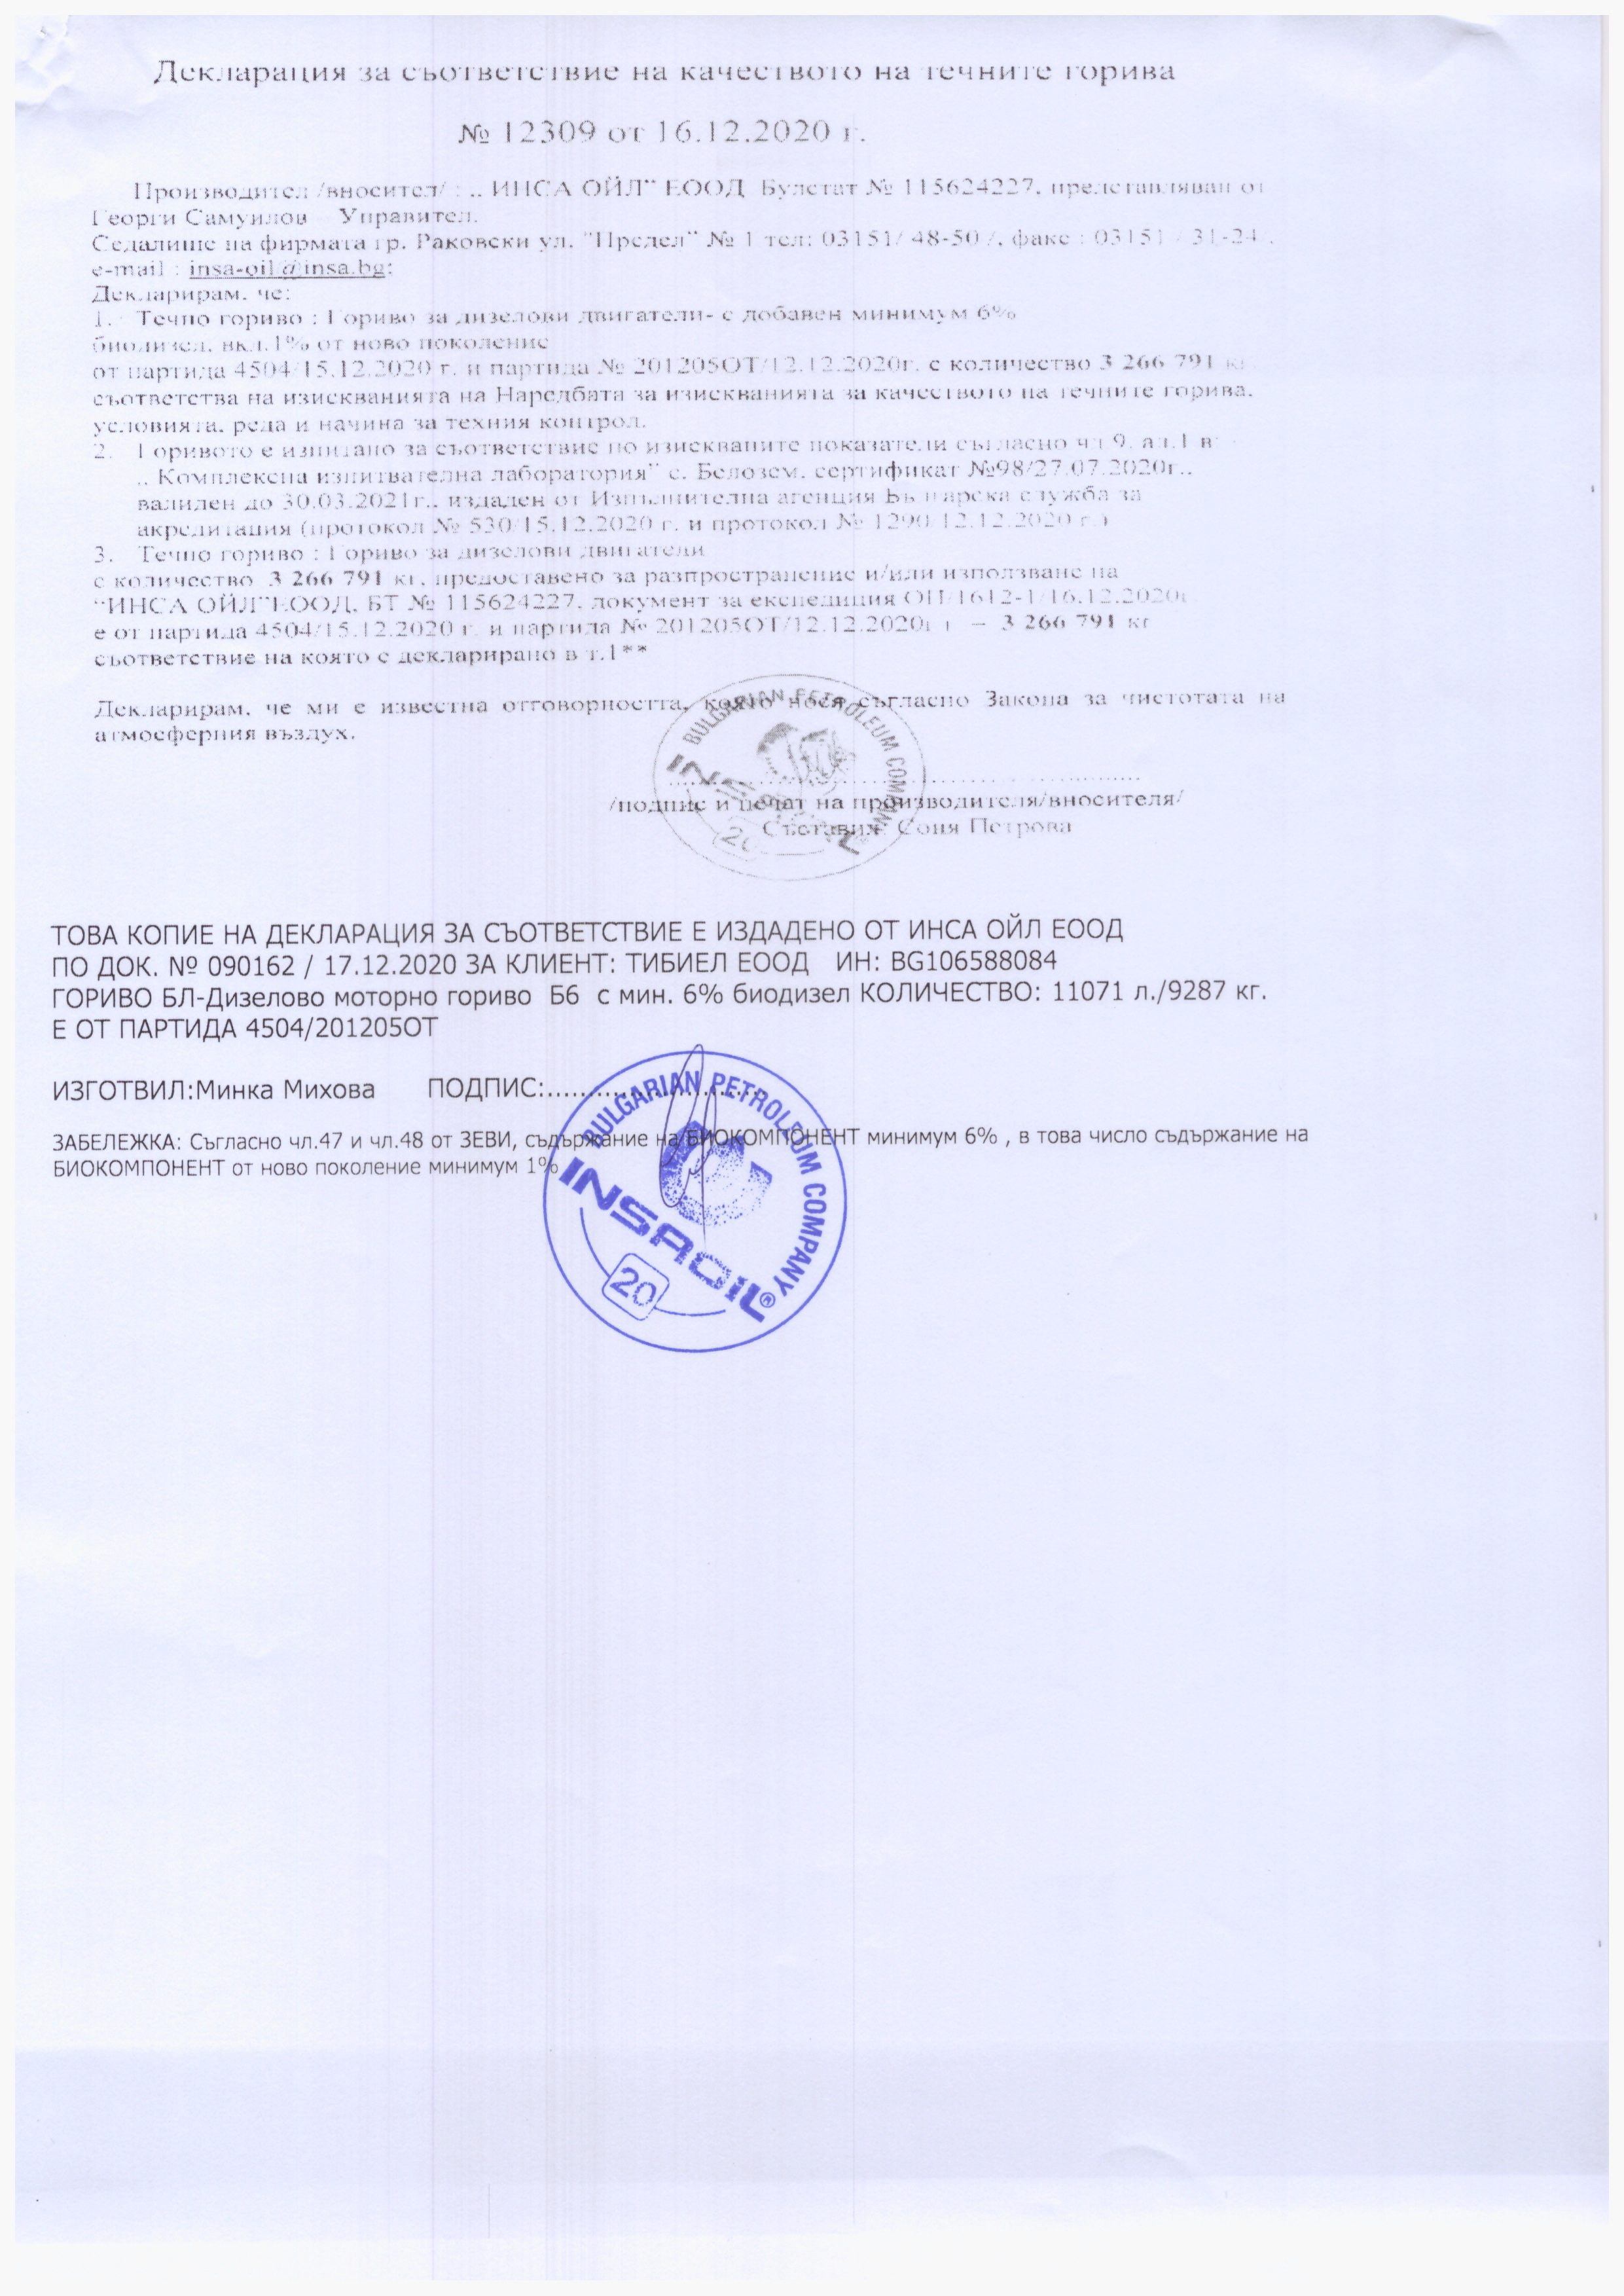 Декларация за съответствие на качеството на течните горива
№ 12309 от 16.12.2020 г.
Производител /вносител/ : „ ИНСА ОЙЛ" ЕООД Булстат № 115624227, представляван от
Георги Самуилов Управител.
Седалище на фирмата гр. Раковски ул. "Предел" № 1 тел: 03151/ 48-50 /, факс : 03151 / 31-24 ,
e-mail : insa-oil@insa.bg;
Декларирам, че:
1. Течно гориво : Гориво за дизелови двигатели- с добавен минимум 6%
биодизел, вкл.1% от ново поколение
от партида 4504/15.12.2020 г. и партида № 201205ОТ/12.12.2020г. с количество 3 266 791 кг.
съответства на изискванията на Наредбата за изискванията за качеството на течните горива,
условията, реда и начина за техния контрол.
2. Горивото е изпитано за съответствие по изискваните показатели съгласно чл 9, ал.1 в
„ Комплексна изпитвателна лаборатория" с. Белозем, сертификат №98/27.07.2020г.,
валиден до 30.03.2021г., издаден от Изпълнителна агенция Българска служба за
акредитация (протокол № 530/15.12.2020 г. и протокол № 1290/12.12.2020 г.)
3. Течно гориво : Гориво за дизелови двигатели
с количество 3 266 791 кг, предоставено за разпространение и/или използване на
"ИНСА ОЙЛ"ЕООД, БТ № 115624227, документ за експедиция ОП/1612-1/16.12.2020г
е от партида 4504/15.12.2020 г. и партида № 201205ОТ/12.12.2020г г – 3 266 791 кг
съответствие на която е декларирано в т.1**
Декларирам, че ми е известна отговорността, която нося съгласно Закона за чистотата на
атмосферния въздух.
BULGARIAN PETROLEUM COMPANY
/подпис и печат на производителя/вносителя/
Съставил: Соня Петрова
20
ТОВА КОПИЕ НА ДЕКЛАРАЦИЯ ЗА СЪОТВЕТСТВИЕ Е ИЗДАДЕНО ОТ ИНСА ОЙЛ ЕООД
ПО ДОК. № 090162 / 17.12.2020 ЗА КЛИЕНТ: ТИБИЕЛ ЕООД ИН: BG106588084
ГОРИВО БЛ-Дизелово моторно гориво Б6 с мин. 6% биодизел КОЛИЧЕСТВО: 11071 л./9287 кг.
Е ОТ ПАРТИДА 4504/201205ОТ
ИЗГОТВИЛ:Минка Михова ПОДПИС:........................
ЗАБЕЛЕЖКА: Съгласно чл.47 и чл.48 от ЗЕВИ, съдържание на БИОКОМПОНЕНТ минимум 6% , в това число съдържание на
БИОКОМПОНЕНТ от ново поколение минимум 1%
BULGARIAN PETROLEUM COMPANY
INSAOIL®
20